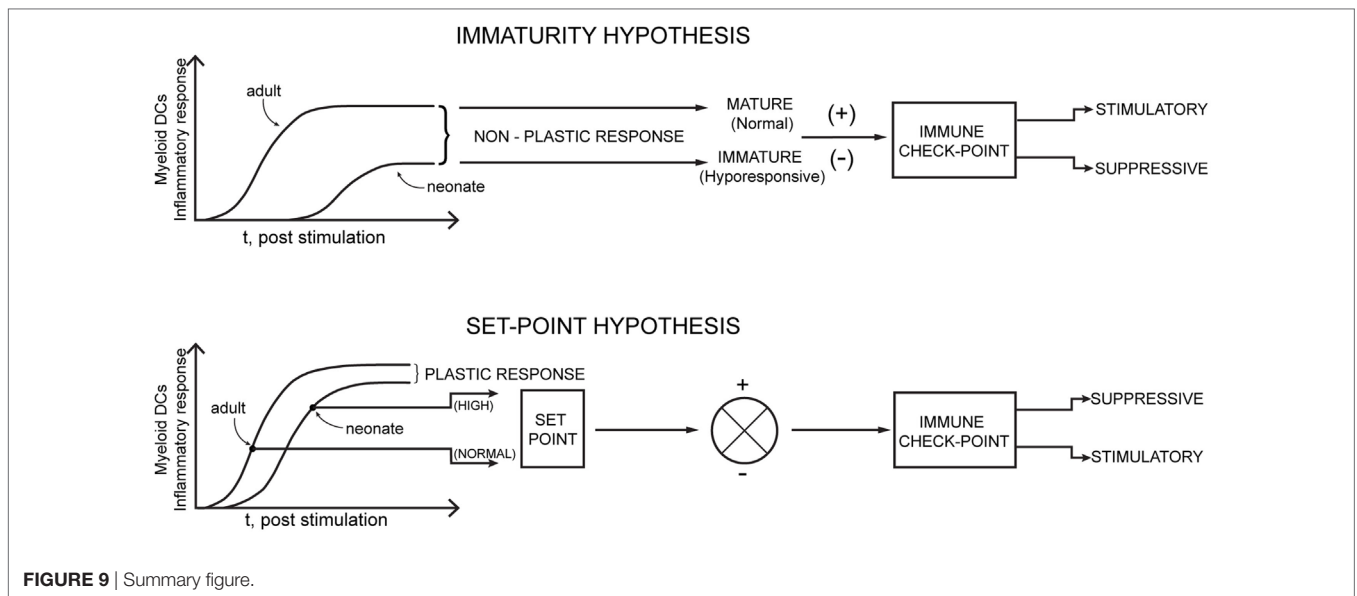 IMMATURITY HYPOTHESIS
Myeloid DCs
Inflammatory response
adult
neonate
t, post stimulation
NON - PLASTIC RESPONSE
MATURE
(Normal)
IMMATURE
(Hyporesponsive)
(+)
(-)
IMMUNE
CHECK-POINT
STIMULATORY
SUPPRESSIVE
SET-POINT HYPOTHESIS
Myeloid DCs
Inflammatory response
adult
neonate
t, post stimulation
PLASTIC RESPONSE
(HIGH)
(NORMAL)
SET
POINT
+
-
IMMUNE
CHECK-POINT
SUPPRESSIVE
STIMULATORY
FIGURE 9 | Summary figure.